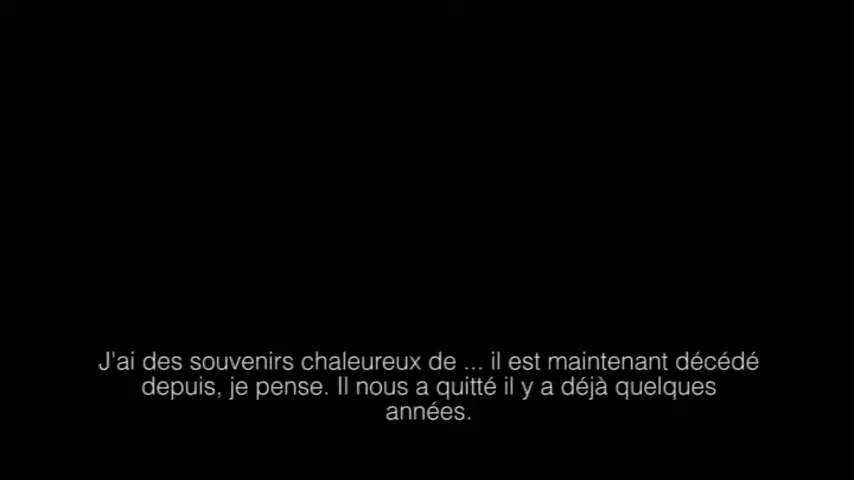 J'ai des souvenirs chaleureux de ... il est maintenant décédé
depuis, je pense. Il nous a quitté il y a déjà quelques
années.